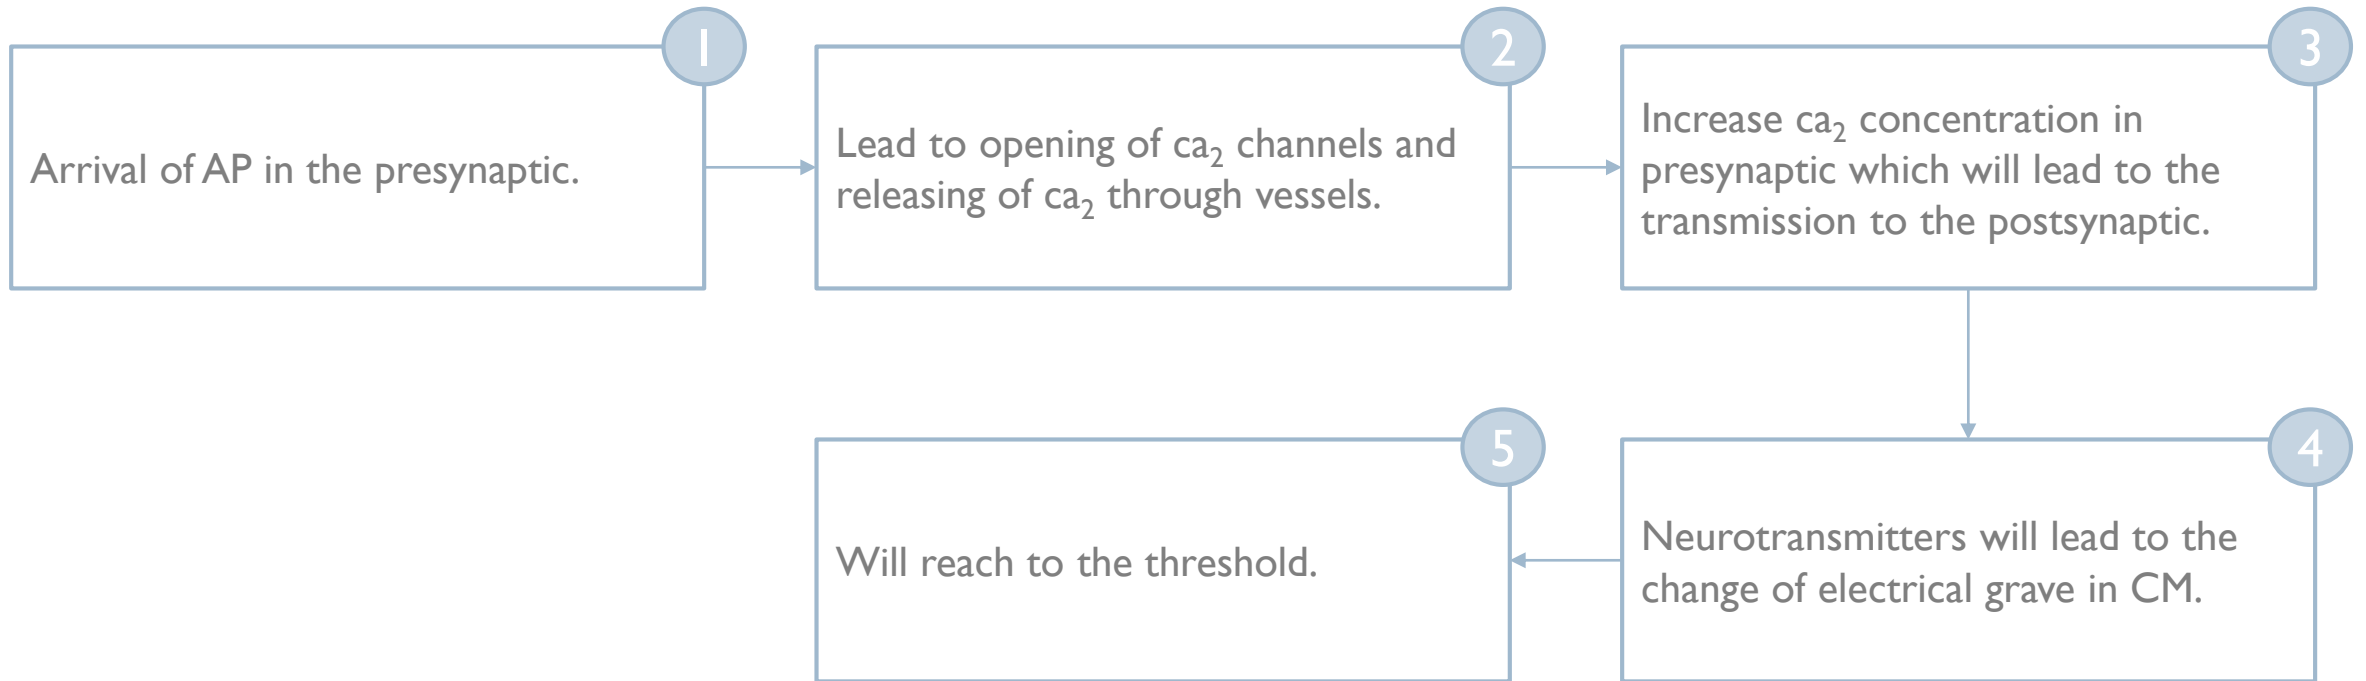 1
Arrival of AP in the presynaptic.
2
Lead to opening of ca₂ channels and
releasing of ca₂ through vessels.
3
Increase ca₂ concentration in
presynaptic which will lead to the
transmission to the postsynaptic.
4
Neurotransmitters will lead to the
change of electrical grave in CM.
5
Will reach to the threshold.